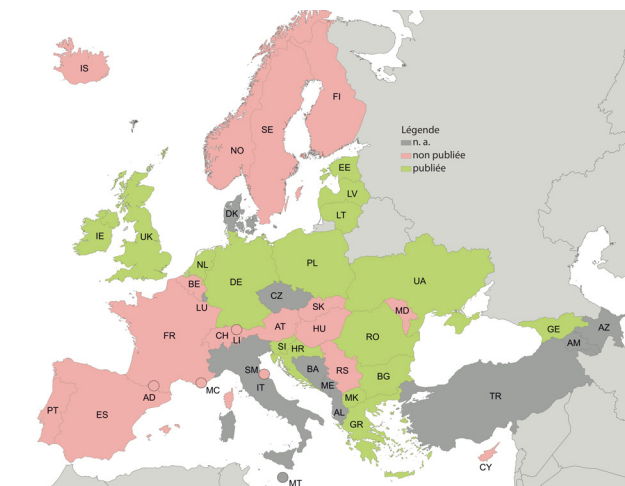 IS
FI
SE
NO
Légende
n. a.
non publiée
publiée
EE
LV
LT
DK
IE
UK
NL
DE
PL
BE
CZ
UA
LU
SK
MD
FR
CH
LI
AT
HU
RO
GE
AZ
AM
SI
HR
BA
RS
SM
IT
ME
BG
MC
AD
MK
AL
TR
PT
ES
GR
CY
MT